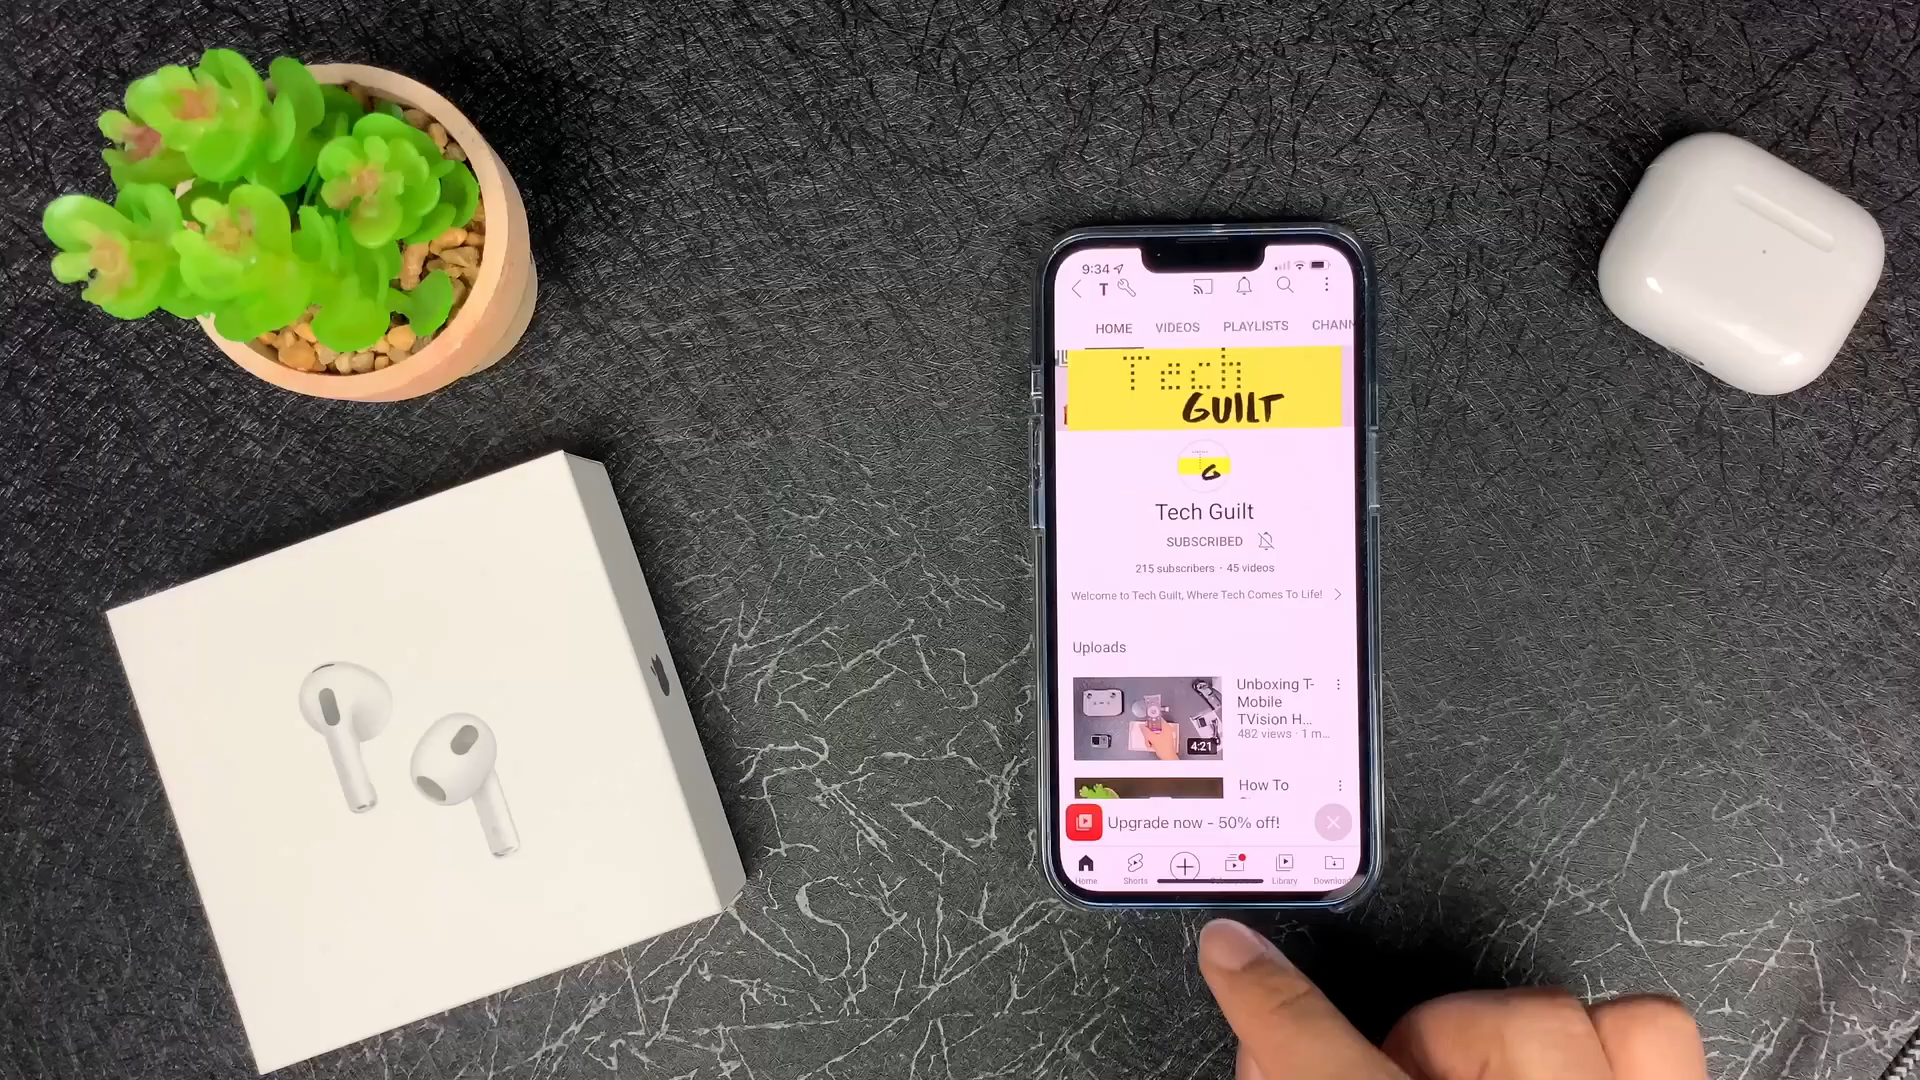 9:34
T
HOME VIDEOS PLAYLISTS CHANN
Tech
GUILT
G
Tech Guilt
SUBSCRIBED
215 subscribers · 45 videos
Welcome to Tech Guilt, Where Tech Comes To Life!
Uploads
Unboxing T-
Mobile
TVision H...
482 views · 1 m...
4:21
How To
Upgrade now - 50% off!
Home Shorts Library Download